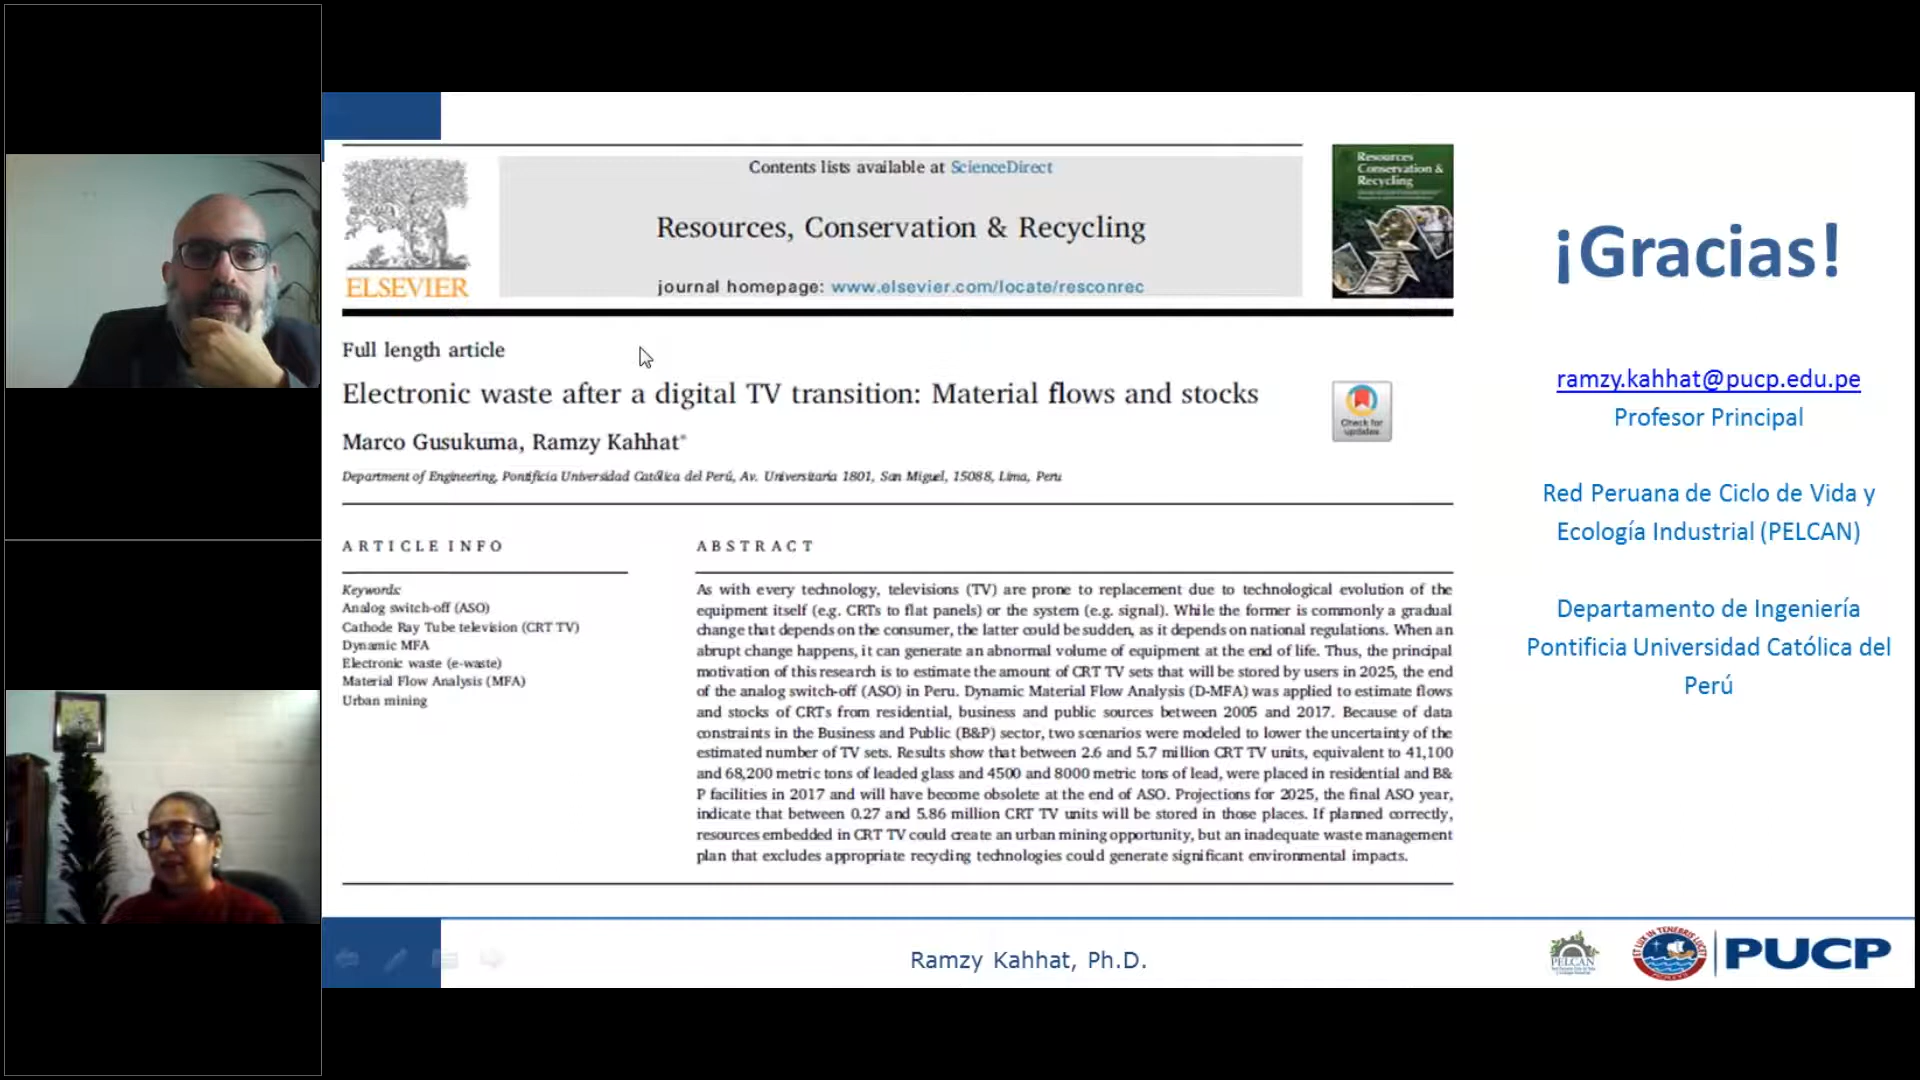 Contents lists available at ScienceDirect
Resources, Conservation & Recycling
journal homepage: www.elsevier.com/locate/resconrec
ELSEVIER
Resources
Conservation &
Recycling
Full length article
Electronic waste after a digital TV transition: Material flows and stocks
Check for
updates
Marco Gusukuma, Ramzy Kahhat*
Department of Engineering, Pontificia Universidad Católica del Perú, Av. Universitaria 1801, San Miguel, 15088, Lima, Peru
ARTICLE INFO
Keywords:
Analog switch-off (ASO)
Cathode Ray Tube television (CRT TV)
Dynamic MFA
Electronic waste (e-waste)
Material Flow Analysis (MFA)
Urban mining
ABSTRACT
As with every technology, televisions (TV) are prone to replacement due to technological evolution of the
equipment itself (e.g. CRTs to flat panels) or the system (e.g. signal). While the former is commonly a gradual
change that depends on the consumer, the latter could be sudden, as it depends on national regulations. When an
abrupt change happens, it can generate an abnormal volume of equipment at the end of life. Thus, the principal
motivation of this research is to estimate the amount of CRT TV sets that will be stored by users in 2025, the end
of the analog switch-off (ASO) in Peru. Dynamic Material Flow Analysis (D-MFA) was applied to estimate flows
and stocks of CRTs from residential, business and public sources between 2005 and 2017. Because of data
constraints in the Business and Public (B&P) sector, two scenarios were modeled to lower the uncertainty of the
estimated number of TV sets. Results show that between 2.6 and 5.7 million CRT TV units, equivalent to 41,100
and 68,200 metric tons of leaded glass and 4500 and 8000 metric tons of lead, were placed in residential and B&
P facilities in 2017 and will have become obsolete at the end of ASO. Projections for 2025, the final ASO year,
indicate that between 0.27 and 5.86 million CRT TV units will be stored in those places. If planned correctly,
resources embedded in CRT TV could create an urban mining opportunity, but an inadequate waste management
plan that excludes appropriate recycling technologies could generate significant environmental impacts.
¡Gracias!
ramzy.kahhat@pucp.edu.pe
Profesor Principal
Red Peruana de Ciclo de Vida y
Ecología Industrial (PELCAN)
Departamento de Ingeniería
Pontificia Universidad Católica del
Perú
Ramzy Kahhat, Ph.D.
PELCAN
ET LUX IN TENEBRIS LUCET
PUCP